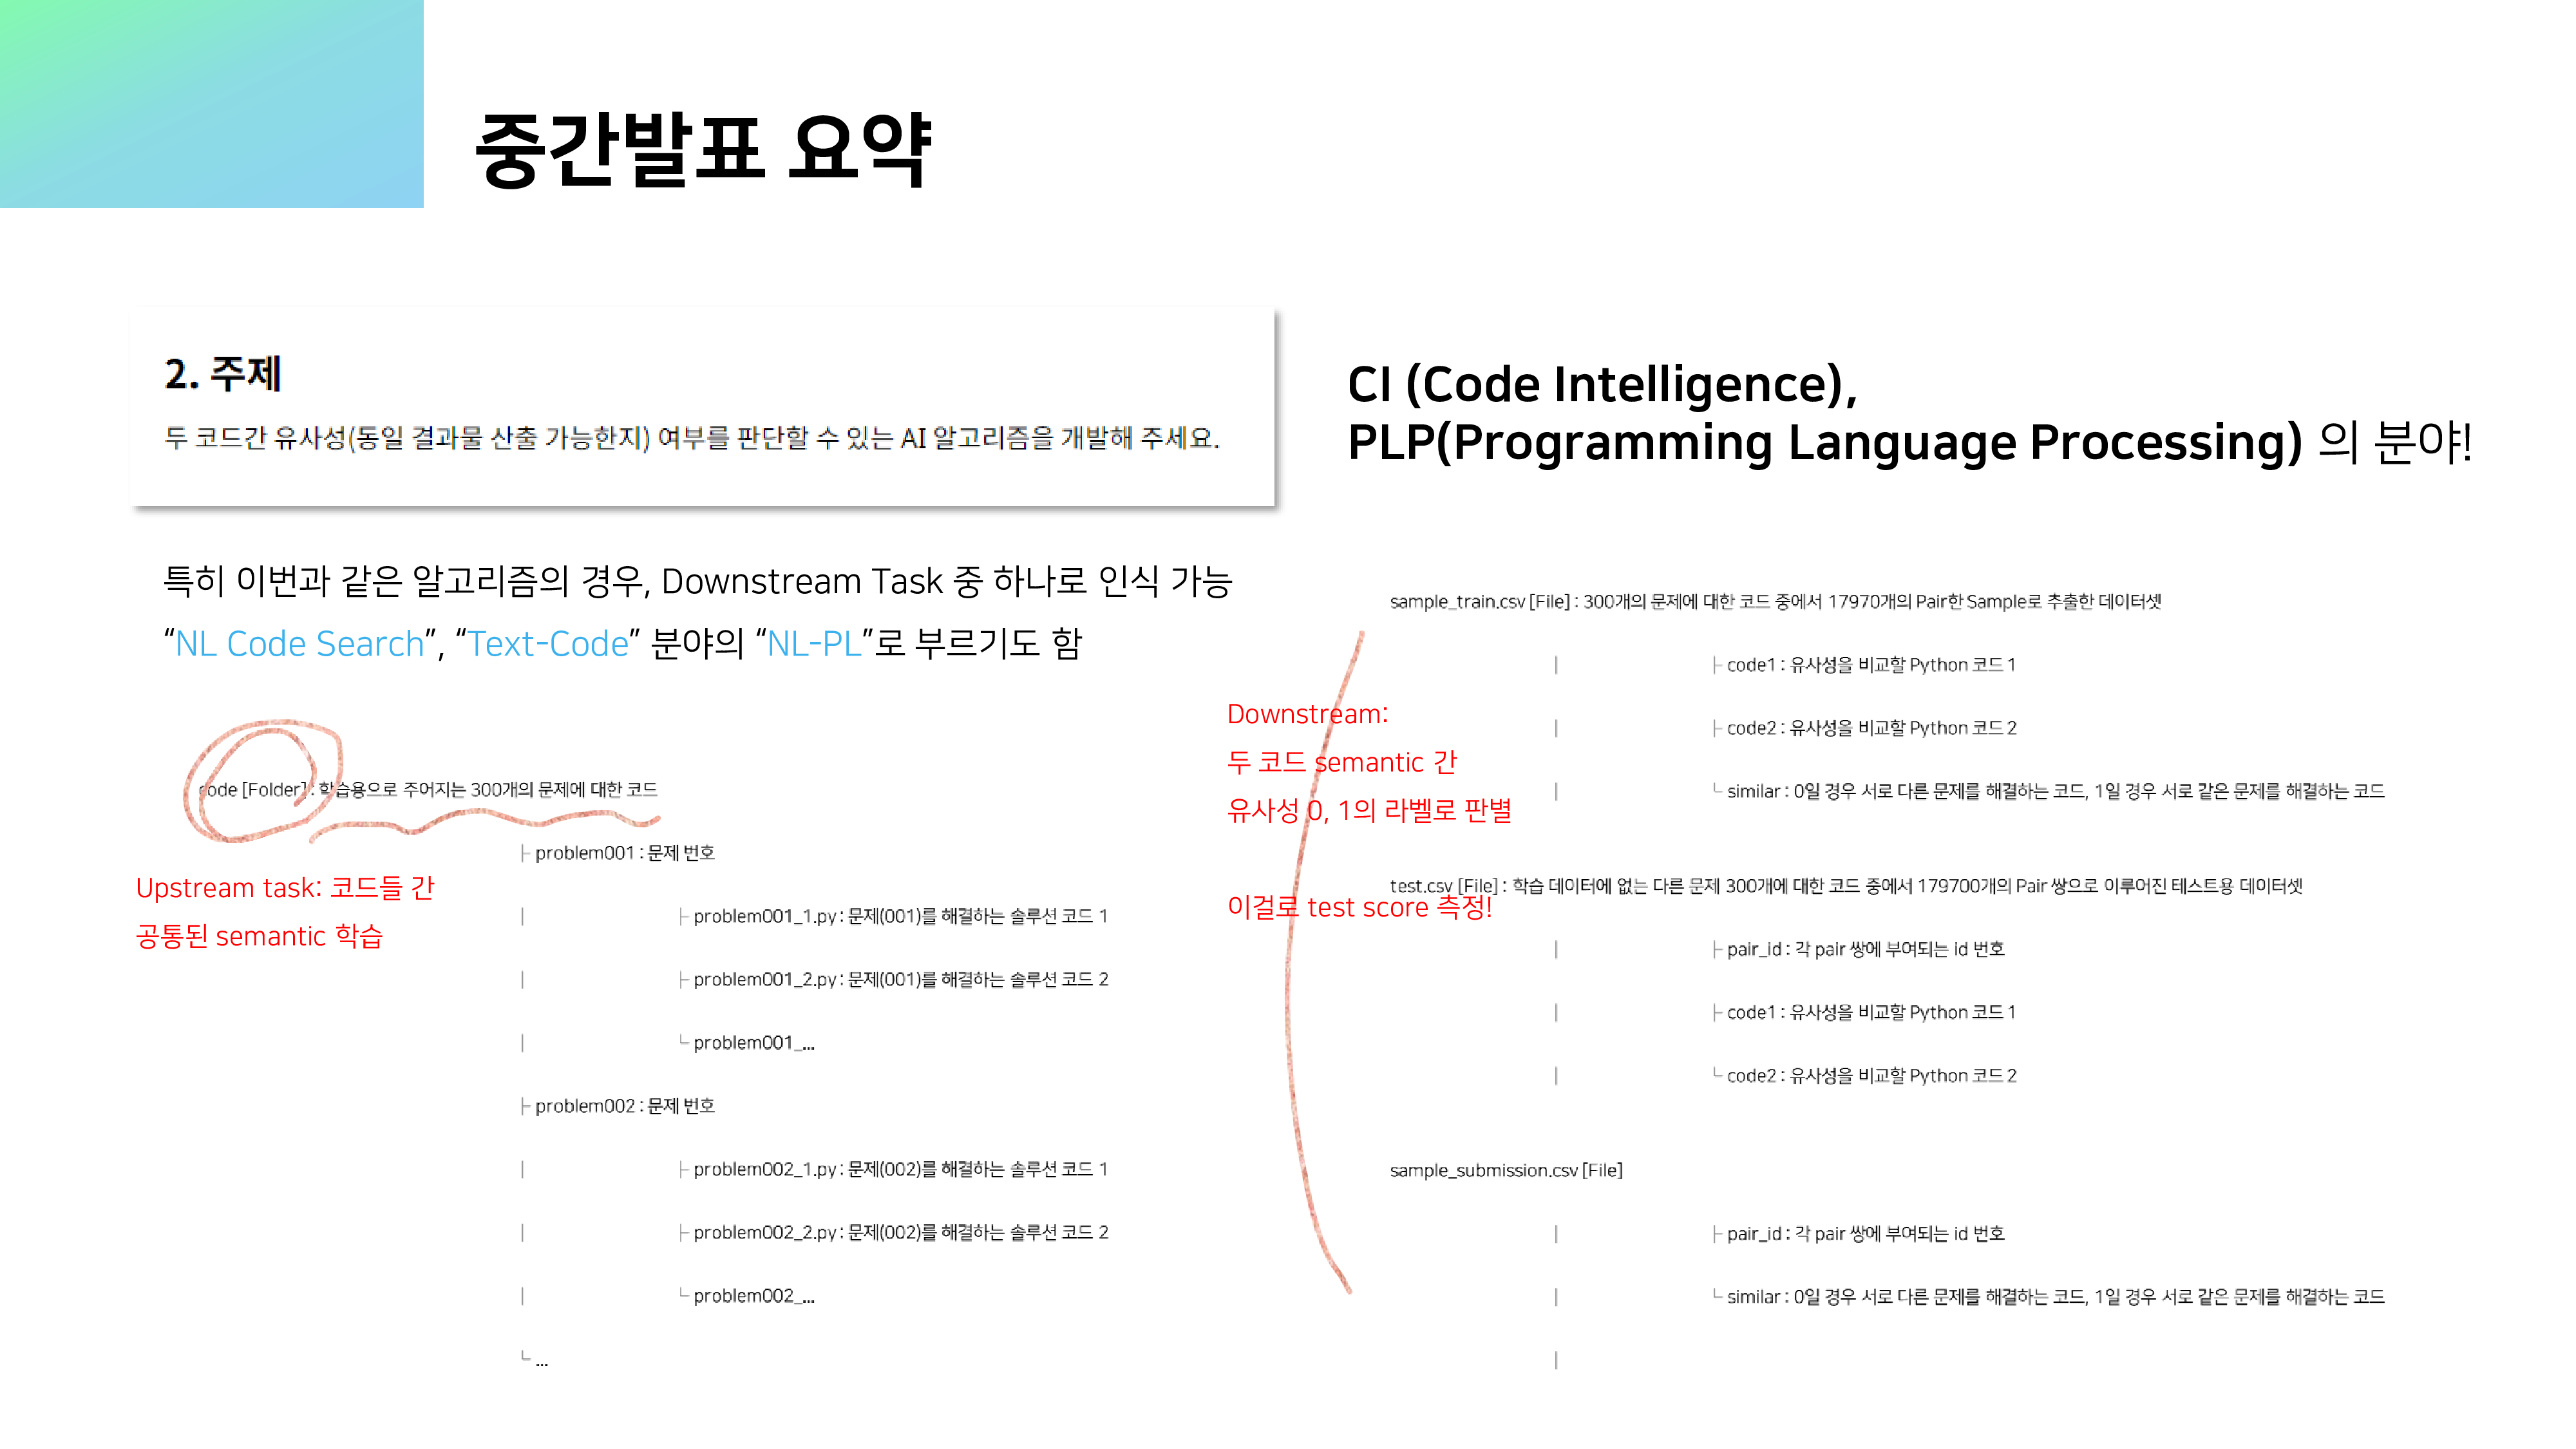 중간발표 요약
2. 주제
두 코드간 유사성(동일 결과물 산출 가능한지) 여부를 판단할 수 있는 AI 알고리즘을 개발해 주세요.
CI (Code Intelligence),
PLP(Programming Language Processing) 의 분야!
특히 이번과 같은 알고리즘의 경우, Downstream Task 중 하나로 인식 가능
“NL Code Search”, “Text-Code” 분야의 “NL-PL”로 부르기도 함
code [Folder] : 학습용으로 주어지는 300개의 문제에 대한 코드
├ problem001 : 문제 번호
Upstream task: 코드들 간
공통된 semantic 학습
| ├ problem001_1.py : 문제(001)를 해결하는 솔루션 코드 1
| ├ problem001_2.py : 문제(001)를 해결하는 솔루션 코드 2
| └ problem001_...
├ problem002 : 문제 번호
| ├ problem002_1.py : 문제(002)를 해결하는 솔루션 코드 1
| ├ problem002_2.py : 문제(002)를 해결하는 솔루션 코드 2
| └ problem002_...
└ ...
sample_train.csv [File] : 300개의 문제에 대한 코드 중에서 17970개의 Pair한 Sample로 추출한 데이터셋
| ├ code1 : 유사성을 비교할 Python 코드 1
| ├ code2 : 유사성을 비교할 Python 코드 2
| └ similar : 0일 경우 서로 다른 문제를 해결하는 코드, 1일 경우 서로 같은 문제를 해결하는 코드
Downstream:
두 코드 semantic 간
유사성 0, 1의 라벨로 판별
이걸로 test score 측정!
test.csv [File] : 학습 데이터에 없는 다른 문제 300개에 대한 코드 중에서 179700개의 Pair 쌍으로 이루어진 테스트용 데이터셋
| ├ pair_id : 각 pair 쌍에 부여되는 id 번호
| ├ code1 : 유사성을 비교할 Python 코드 1
| └ code2 : 유사성을 비교할 Python 코드 2
sample_submission.csv [File]
| ├ pair_id : 각 pair 쌍에 부여되는 id 번호
| └ similar : 0일 경우 서로 다른 문제를 해결하는 코드, 1일 경우 서로 같은 문제를 해결하는 코드
|